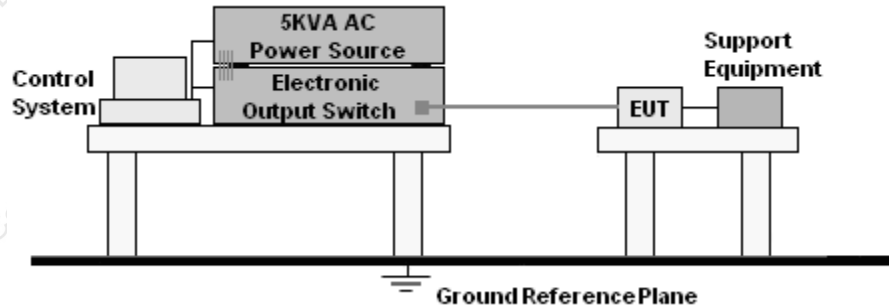 5KVA AC
Power Source
Electronic
Output Switch
Control
System
EUT
Support
Equipment
Ground Reference Plane